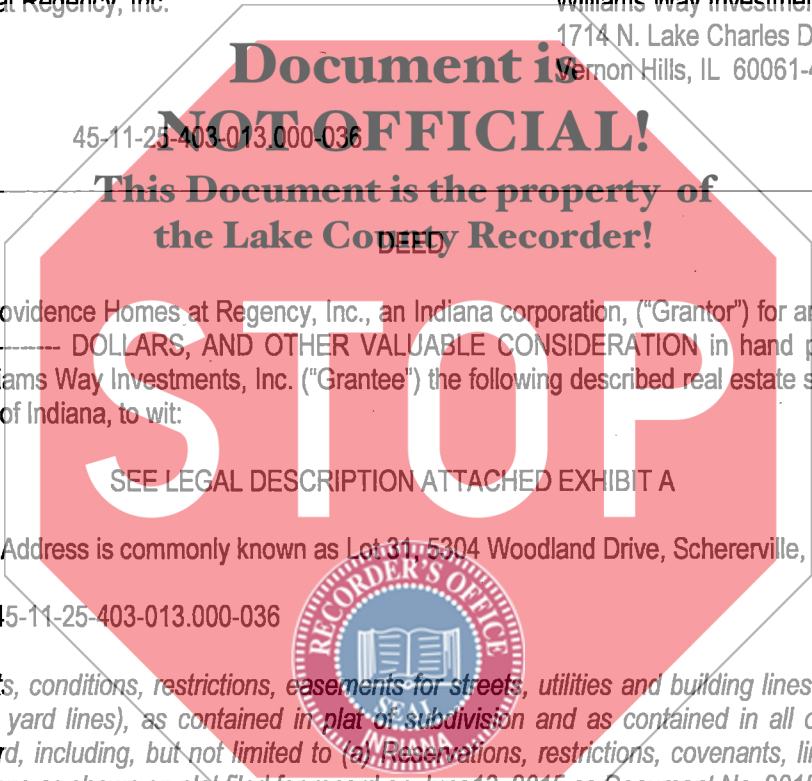 at Regency, Inc.
Williams Way Investmen
1714 N. Lake Charles D
Vernon Hills, IL 60061-4
Document is
NOT OFFICIAL!
This Document is the property of
the Lake County Recorder!
45-11-25-403-013.000-036
DEED
ovidence Homes at Regency, Inc., an Indiana corporation, ("Grantor") for an
------- DOLLARS, AND OTHER VALUABLE CONSIDERATION in hand p
iams Way Investments, Inc. ("Grantee") the following described real estate s
of Indiana, to wit:
STOP
SEE LEGAL DESCRIPTION ATTACHED EXHIBIT A
Address is commonly known as Lot 31, 5304 Woodland Drive, Schererville,
45-11-25-403-013.000-036
RECORDER'S OFFICE
SEAL
INDIANA
ts, conditions, restrictions, easements for streets, utilities and building lines
yard lines), as contained in plat of subdivision and as contained in all o
rd, including, but not limited to (a) Reservations, restrictions, covenants, li